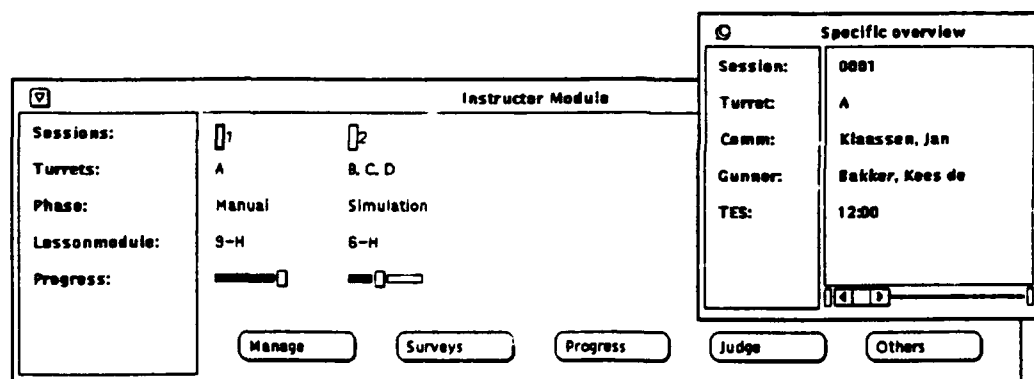 Specific overview
Session: 0001
Turret: A
Comm: Klaassen, Jan
Gunner: Bakker, Kees de
TES: 12:00
Instructor Module
Sessions: 1 2
Turrets: A B, C, D
Phase: Manual Simulation
Lessonmodule: 9-H 6-H
Progress:
Manage Surveys Progress Judge Others